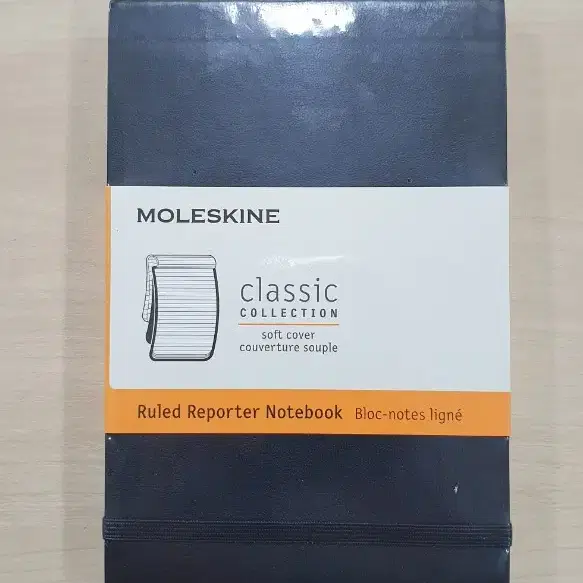 MOLESKINE
classic
COLLECTION
soft cover
couverture souple
Ruled Reporter Notebook Bloc-notes ligné